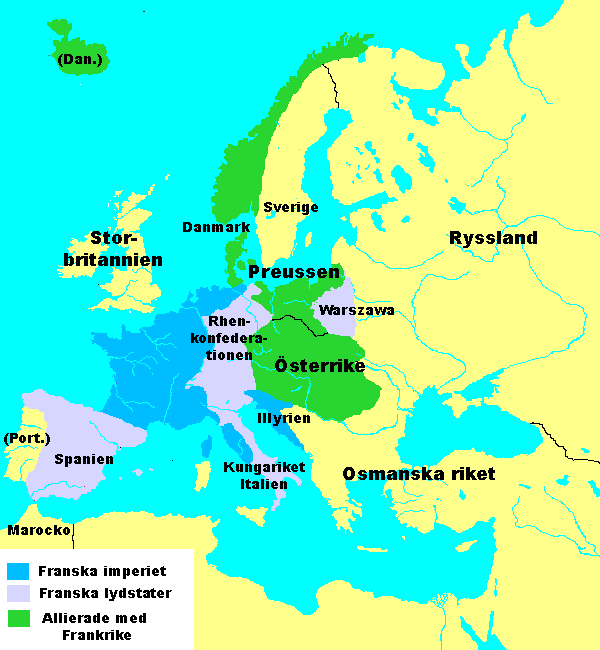 (Dan.)
Sverige
Danmark
Stor-
britannien
Ryssland
Preussen
Warszawa
Rhen-
konfedera-
tionen
Österrike
Illyrien
(Port.)
Spanien
Kungariket
Italien
Osmanska riket
Marocko
Franska imperiet
Franska lydstater
Allierade med
Frankrike